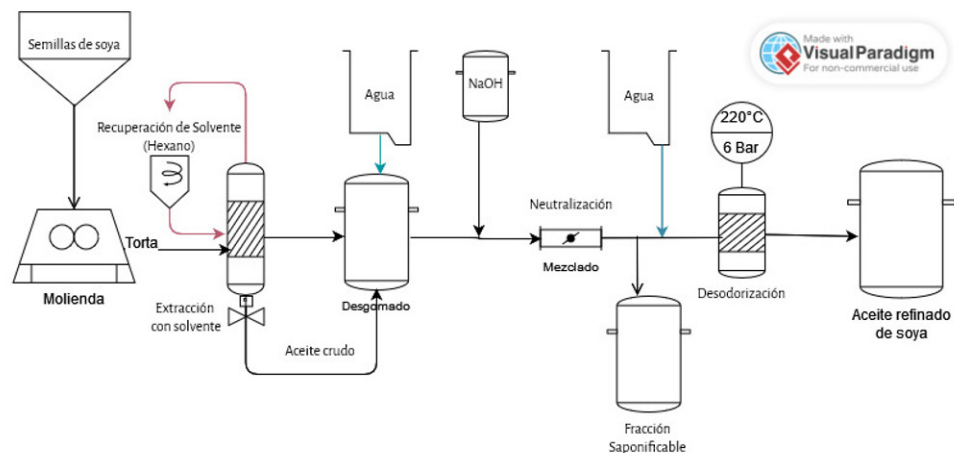 Semillas de soya
Made with
Visual Paradigm
For non-commercial use
Agua
NaOH
Agua
220°C
6 Bar
Recuperación de Solvente
(Hexano)
Neutralización
Torta
Mezclado
Molienda
Extracción
con solvente
Desgomado
Desodorización
Aceite refinado
de soya
Aceite crudo
Fracción
Saponificable